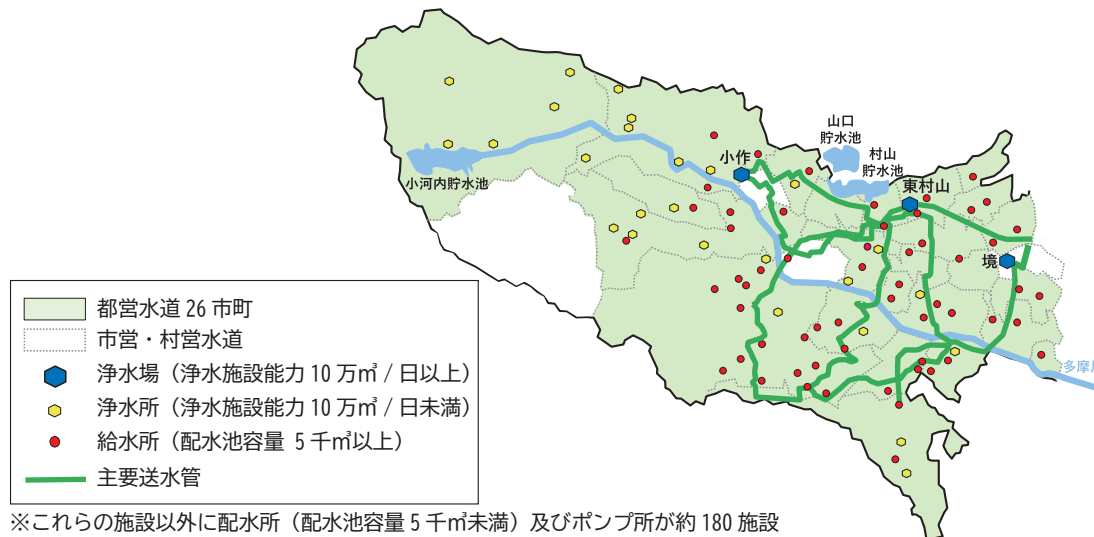 山口
貯水池
村山
貯水池
小作
東村山
小河内貯水池
境
多摩
都営水道 26 市町
市営・村営水道
浄水場（浄水施設能力 10 万㎥ / 日以上）
浄水所（浄水施設能力 10 万㎥ / 日未満）
給水所（配水池容量 5 千㎥以上）
主要送水管
※これらの施設以外に配水所（配水池容量 5 千㎥未満）及びポンプ所が約 180 施設